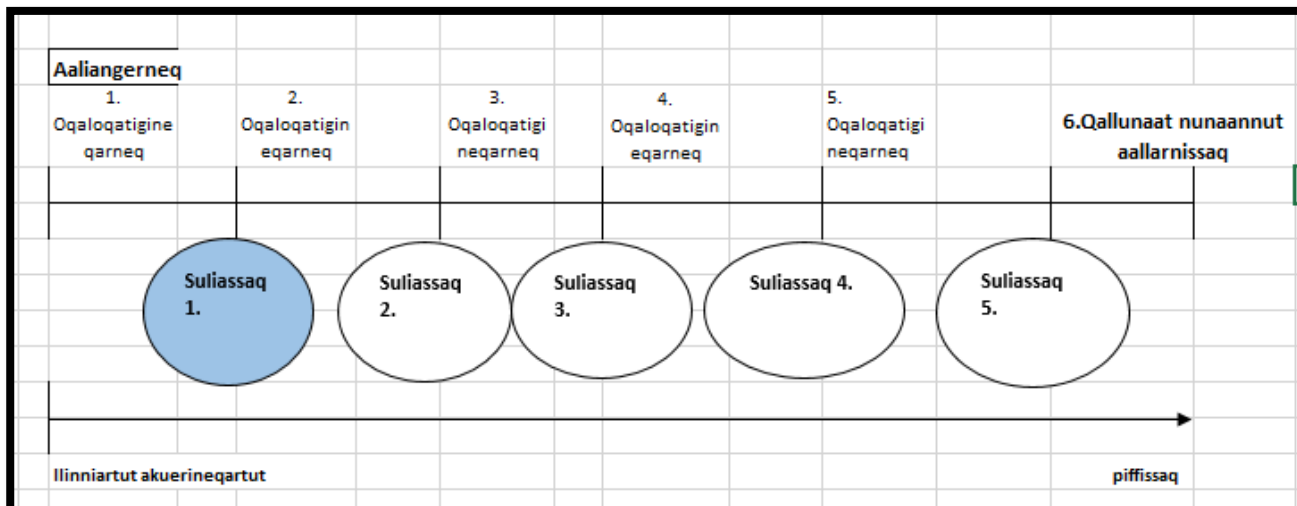 Aaliangerneq
1.
Oqaloqatigine
qarneq
2.
Oqaloqatigin
eqarneq
3.
Oqaloqatigi
neqarneq
4.
Oqaloqatigin
eqarneq
5.
Oqaloqatigi
neqarneq
6.Qallunaat nunaannut
aallarnissaq
Suliassaq
1.
Suliassaq
2.
Suliassaq
3.
Suliassaq 4.
Suliassaq
5.
Ilinniartut akuerineqartut
piffissaq